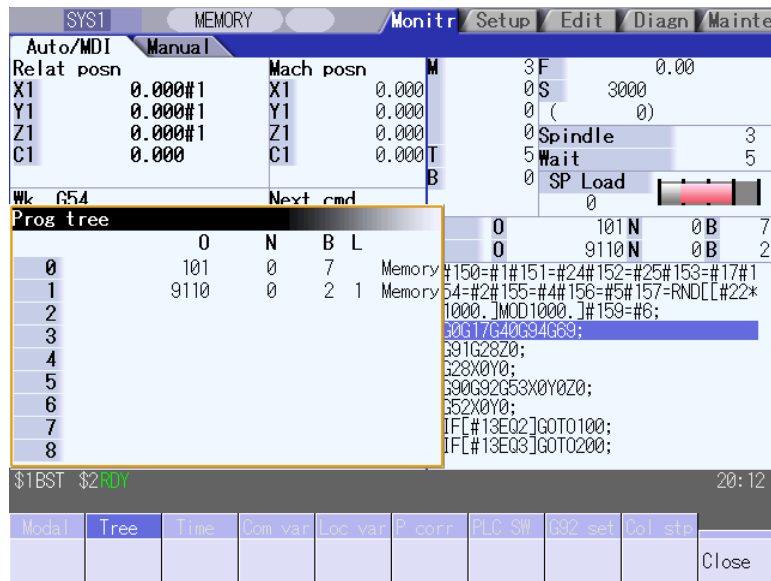 SYS1 MEMORY Monitr Setup Edit Diagn Mainte
Auto/MDI Manual
Relat posn Mach posn M 3 F 0.00
X1 0.000#1 X1 0.000 0 S 3000
Y1 0.000#1 Y1 0.000 0 ( 0)
Z1 0.000#1 Z1 0.000 0 Spindle 3
C1 0.000 C1 0.000 T 5 Wait 5
B 0 SP Load
0
Wk G54 Next cmd
Prog tree
O N B L
0 101 0 7 Memory
1 9110 0 2 1 Memory
2
3
4
5
6
7
8
O 101 N 0 B 7
O 9110 N 0 B 2
#150=#1#151=#24#152=#25#153=#17#1
54=#2#155=#4#156=#5#157=RND[[#22*
1000.]MOD1000.]#159=#6;
G0G17G40G94G69;
G91G28Z0;
G28X0Y0;
G90G92G53X0Y0Z0;
G52X0Y0;
IF[#13EQ2]GOTO100;
IF[#13EQ3]GOTO200;
$1BST $2RDY 20:12
Modal Tree Time Com var Loc var P corr PLC SW G92 set Col stp
Close